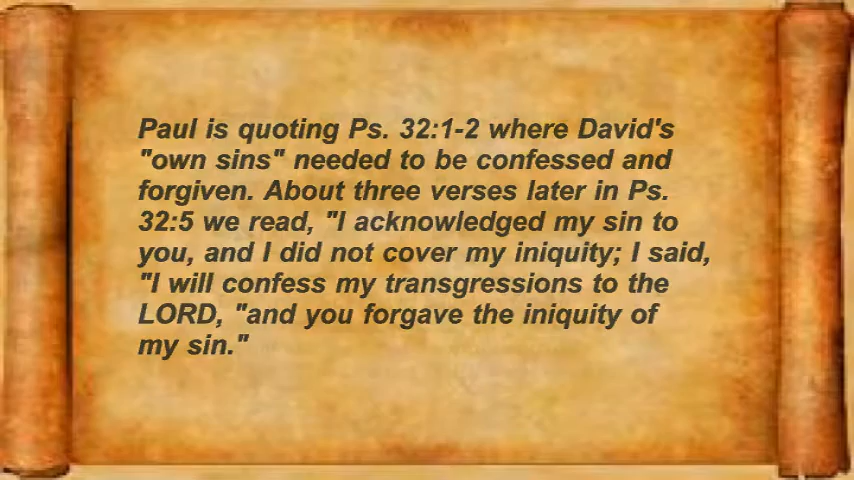 Paul is quoting Ps. 32:1-2 where David's
"own sins" needed to be confessed and
forgiven. About three verses later in Ps.
32:5 we read, "I acknowledged my sin to
you, and I did not cover my iniquity; I said,
"I will confess my transgressions to the
LORD, "and you forgave the iniquity of
my sin."